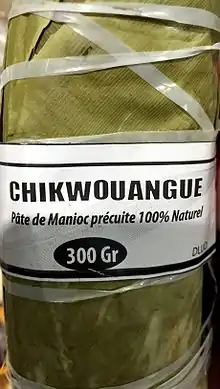 CHIKWOUANGUE
Pâte de Manioc précuite 100% Naturel
300 Gr